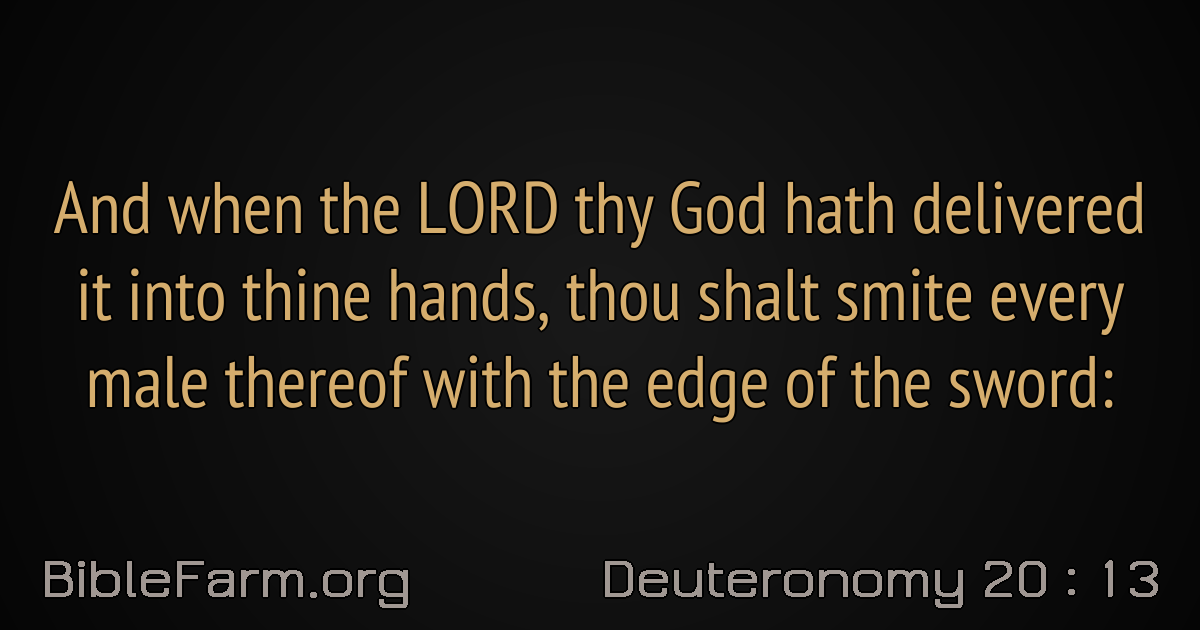 And when the LORD thy God hath delivered
it into thine hands, thou shalt smite every
male thereof with the edge of the sword:
BibleFarm.org
Deuteronomy 20 : 13